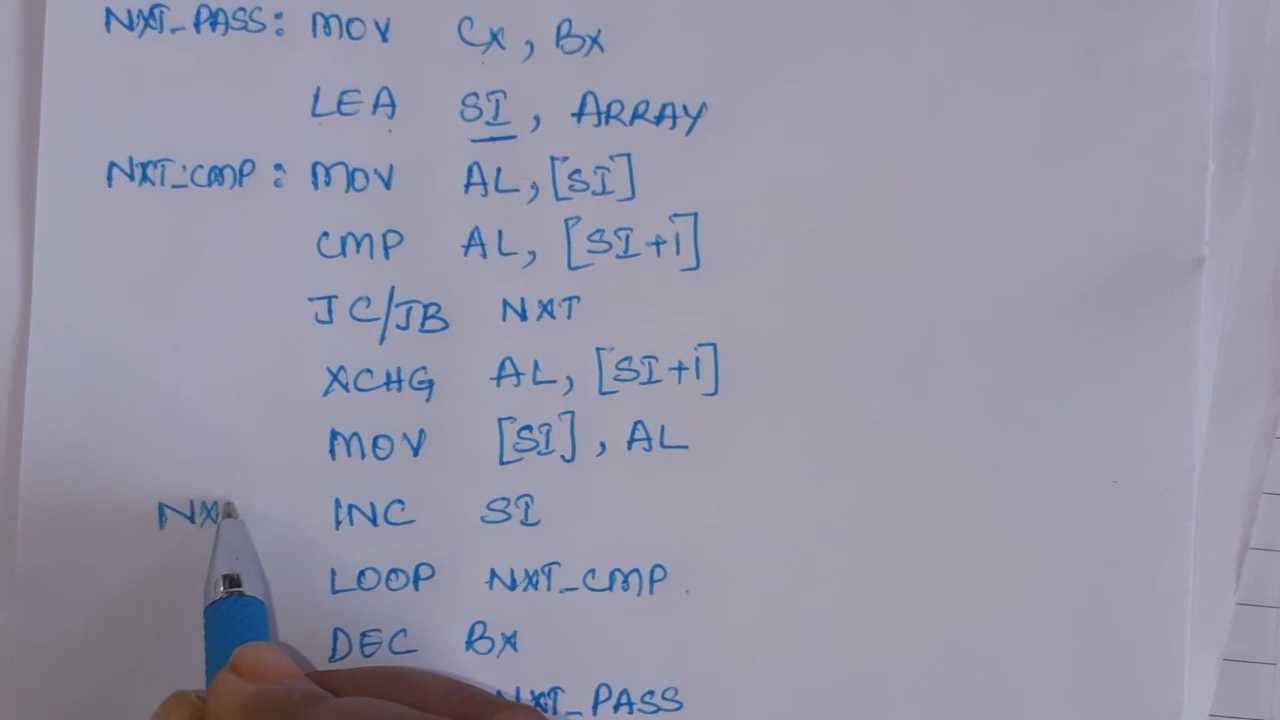 NXT_PASS: MOV CX, BX
LEA SI, ARRAY
NXT_CMP: MOV AL,[SI]
CMP AL, [SI+1]
JC/JB NXT
XCHG AL, [SI+1]
MOV [SI], AL
NX INC SI
LOOP NXT_CMP.
DEC BX
NXT_PASS